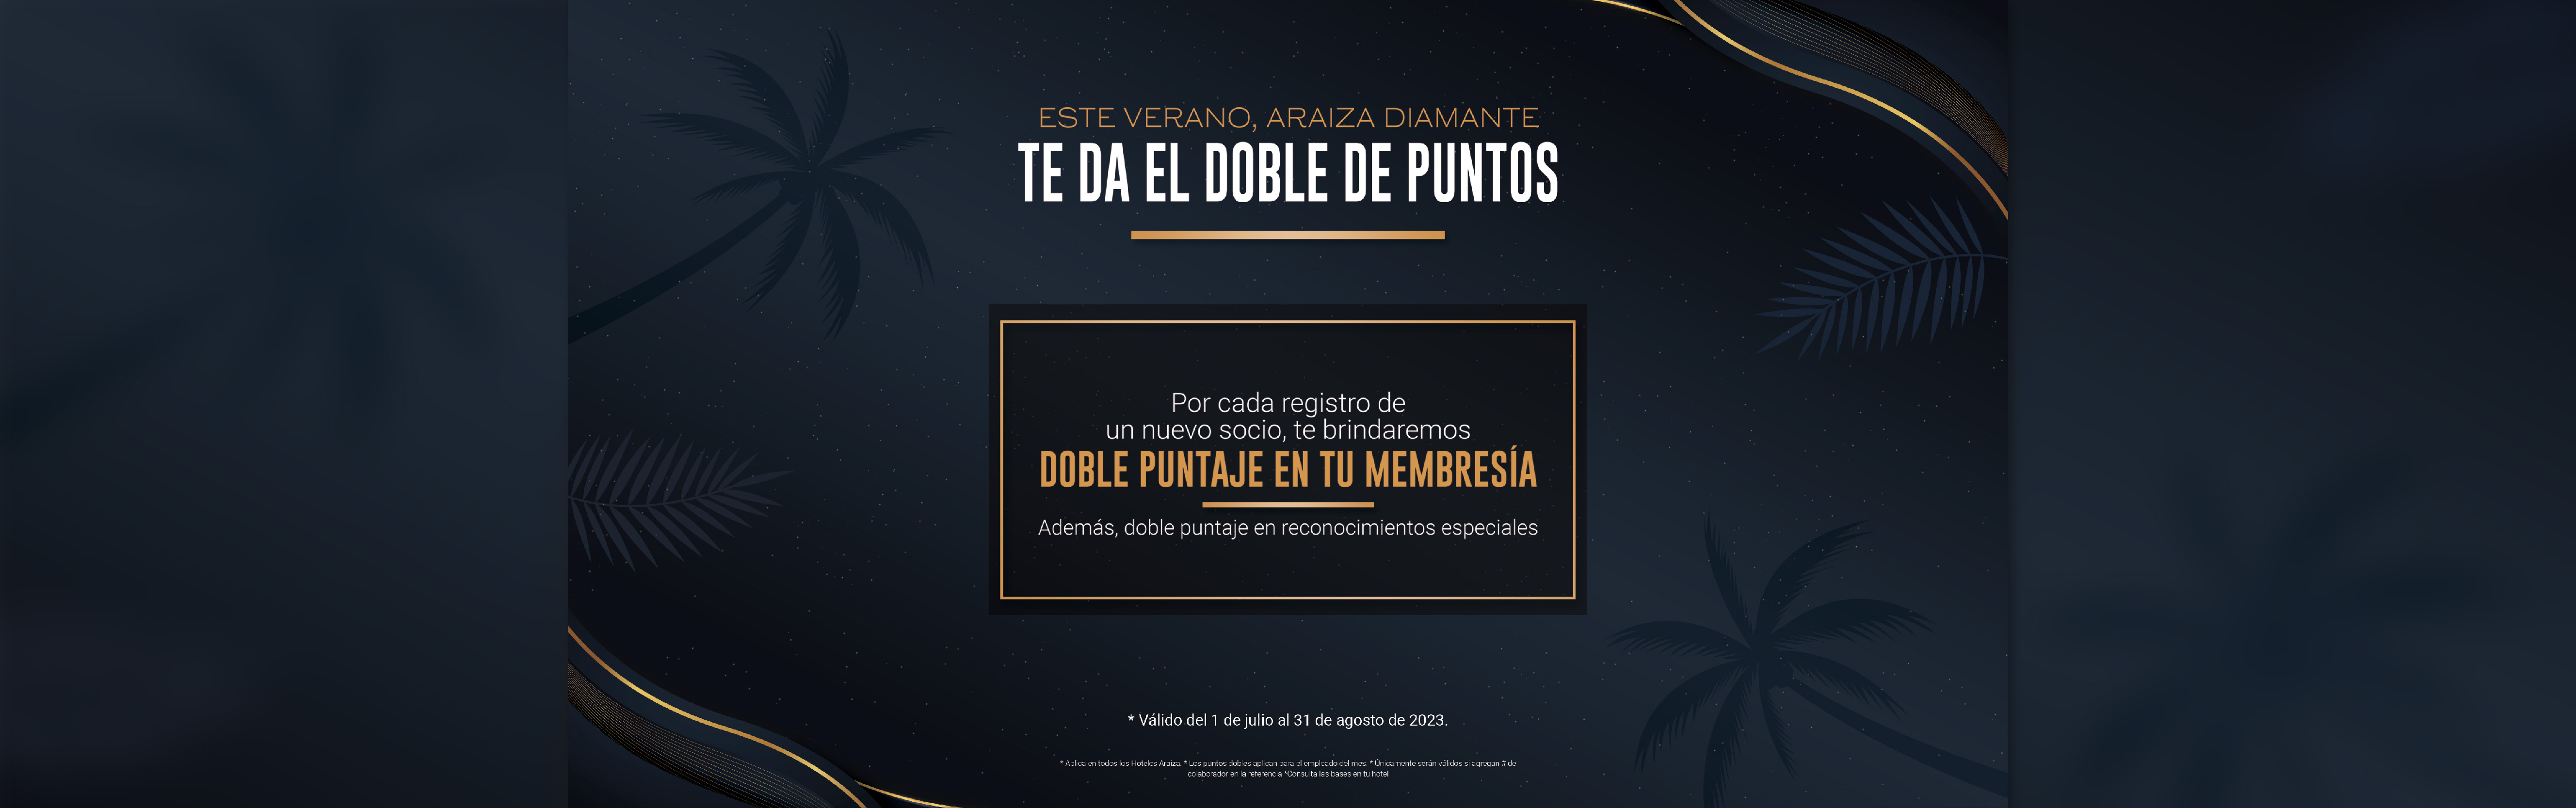 ESTE VERANO, ARAIZA DIAMANTE
TE DA EL DOBLE DE PUNTOS
Por cada registro de
un nuevo socio, te brindaremos
DOBLE PUNTAJE EN TU MEMBRESÍA
Además, doble puntaje en reconocimientos especiales
* Válido del 1 de julio al 31 de agosto de 2023.
* Aplica en todos los Hoteles Araiza. * Los puntos dobles aplican para el empleado del mes. * Únicamente serán válidos si agregan # de
colaborador en la referencia *Consulta las bases en tu hotel